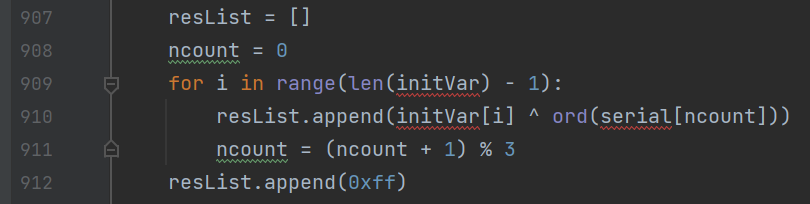 907 resList = []
908 ncount = 0
909 for i in range(len(initVar) - 1):
910 resList.append(initVar[i] ^ ord(serial[ncount]))
911 ncount = (ncount + 1) % 3
912 resList.append(0xff)